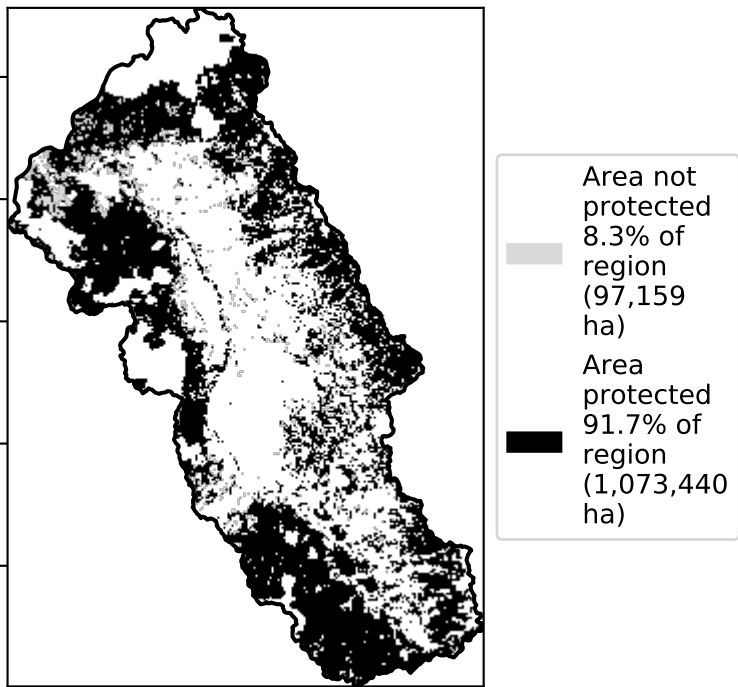 Area not
protected
8.3% of
region
(97,159
ha)
Area
protected
91.7% of
region
(1,073,440
ha)